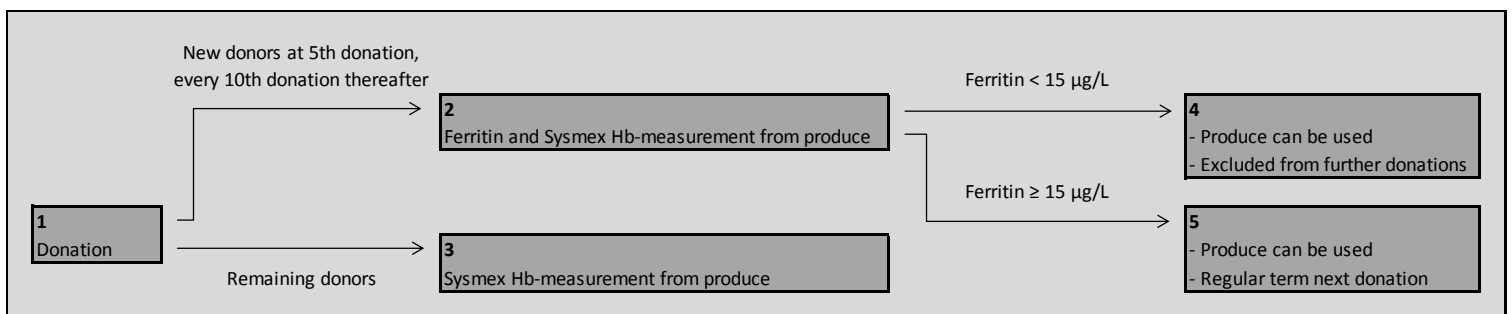 New donors at 5th donation,
every 10th donation thereafter
Ferritin < 15 µg/L
2
Ferritin and Sysmex Hb-measurement from produce
4
- Produce can be used
- Excluded from further donations
Ferritin ≥ 15 µg/L
1
Donation
3
Sysmex Hb-measurement from produce
5
- Produce can be used
- Regular term next donation
Remaining donors